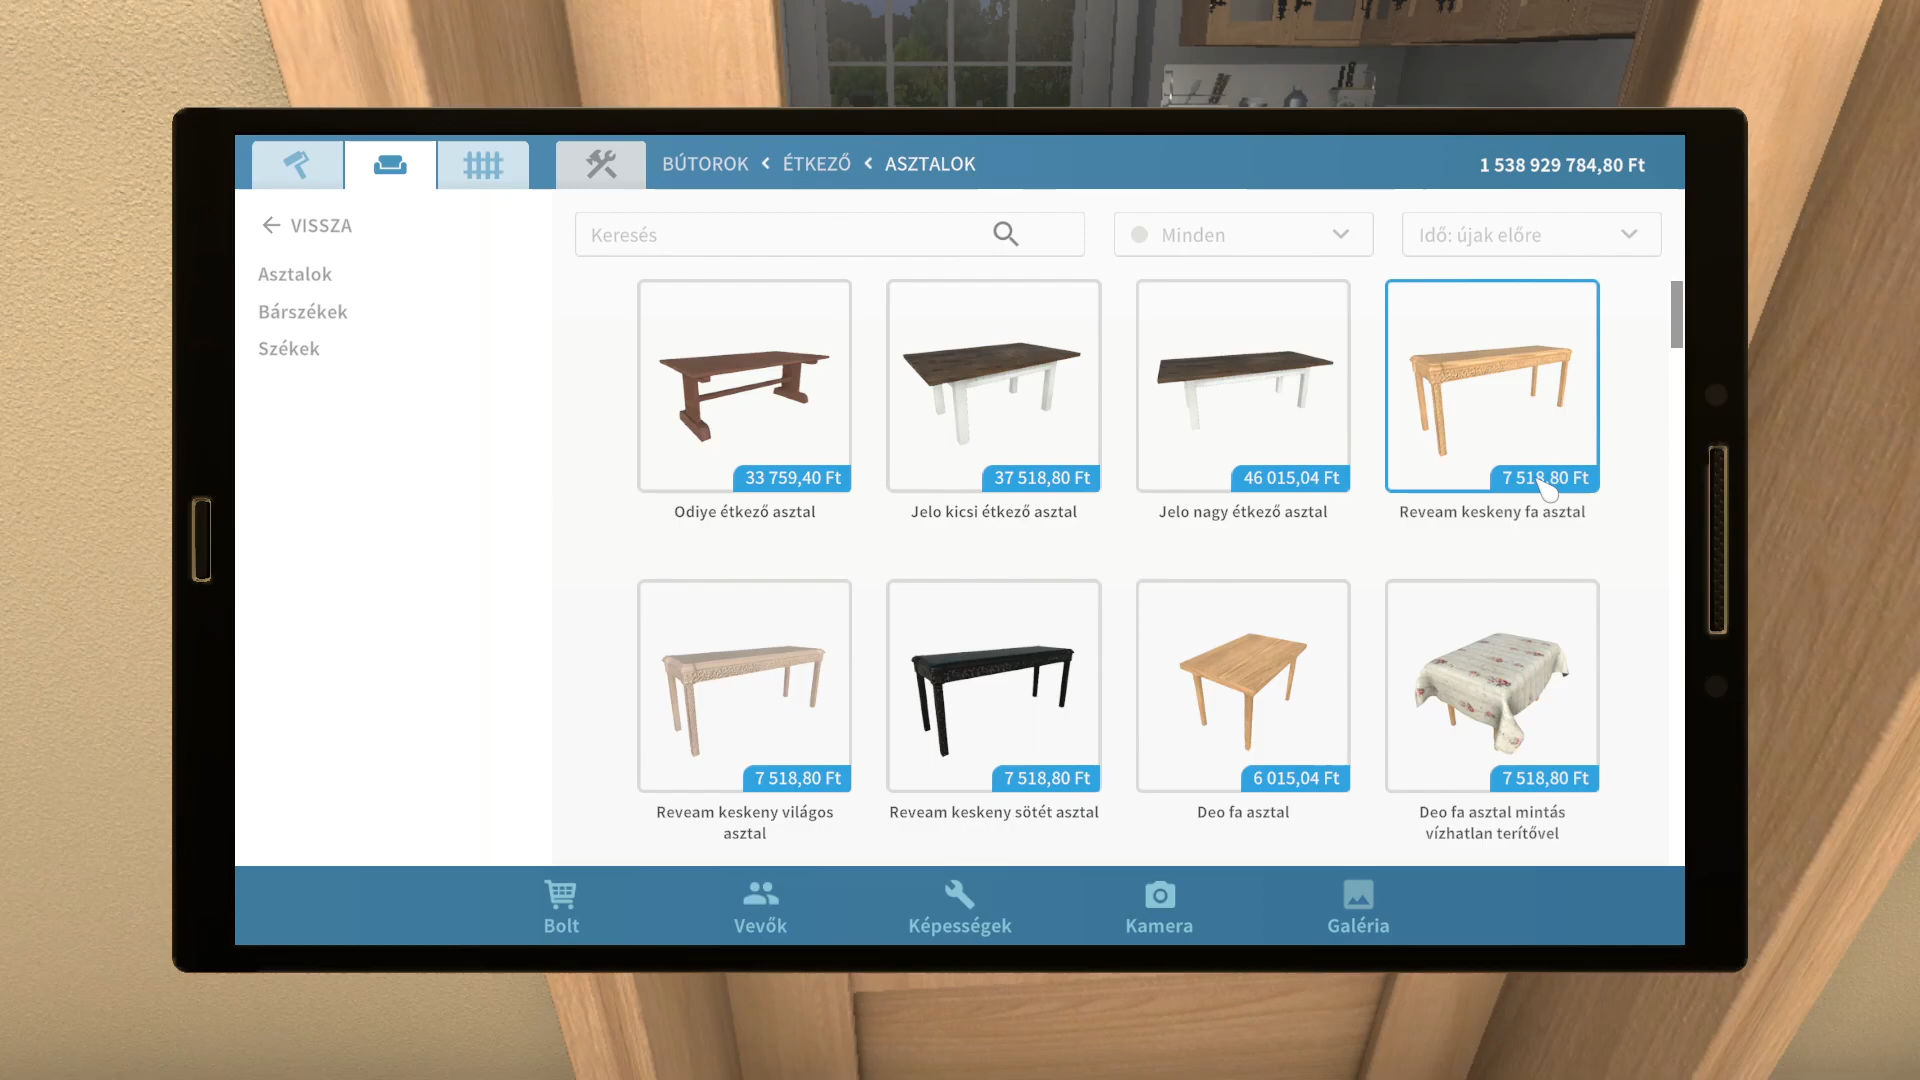 BÚTOROK < ÉTKEZŐ < ASZTALOK
1 538 929 784,80 Ft
VISSZA
Asztalok
Bárszékek
Székek
Keresés
Minden
Idő: újak előre
33 759,40 Ft
37 518,80 Ft
46 015,04 Ft
7 518,80 Ft
Odiye étkező asztal
Jelo kicsi étkező asztal
Jelo nagy étkező asztal
Reveam keskeny fa asztal
7 518,80 Ft
7 518,80 Ft
6 015,04 Ft
7 518,80 Ft
Reveam keskeny világos
asztal
Reveam keskeny sötét asztal
Deo fa asztal
Deo fa asztal mintás
vízhatlan terítővel
Bolt
Vevők
Képességek
Kamera
Galéria